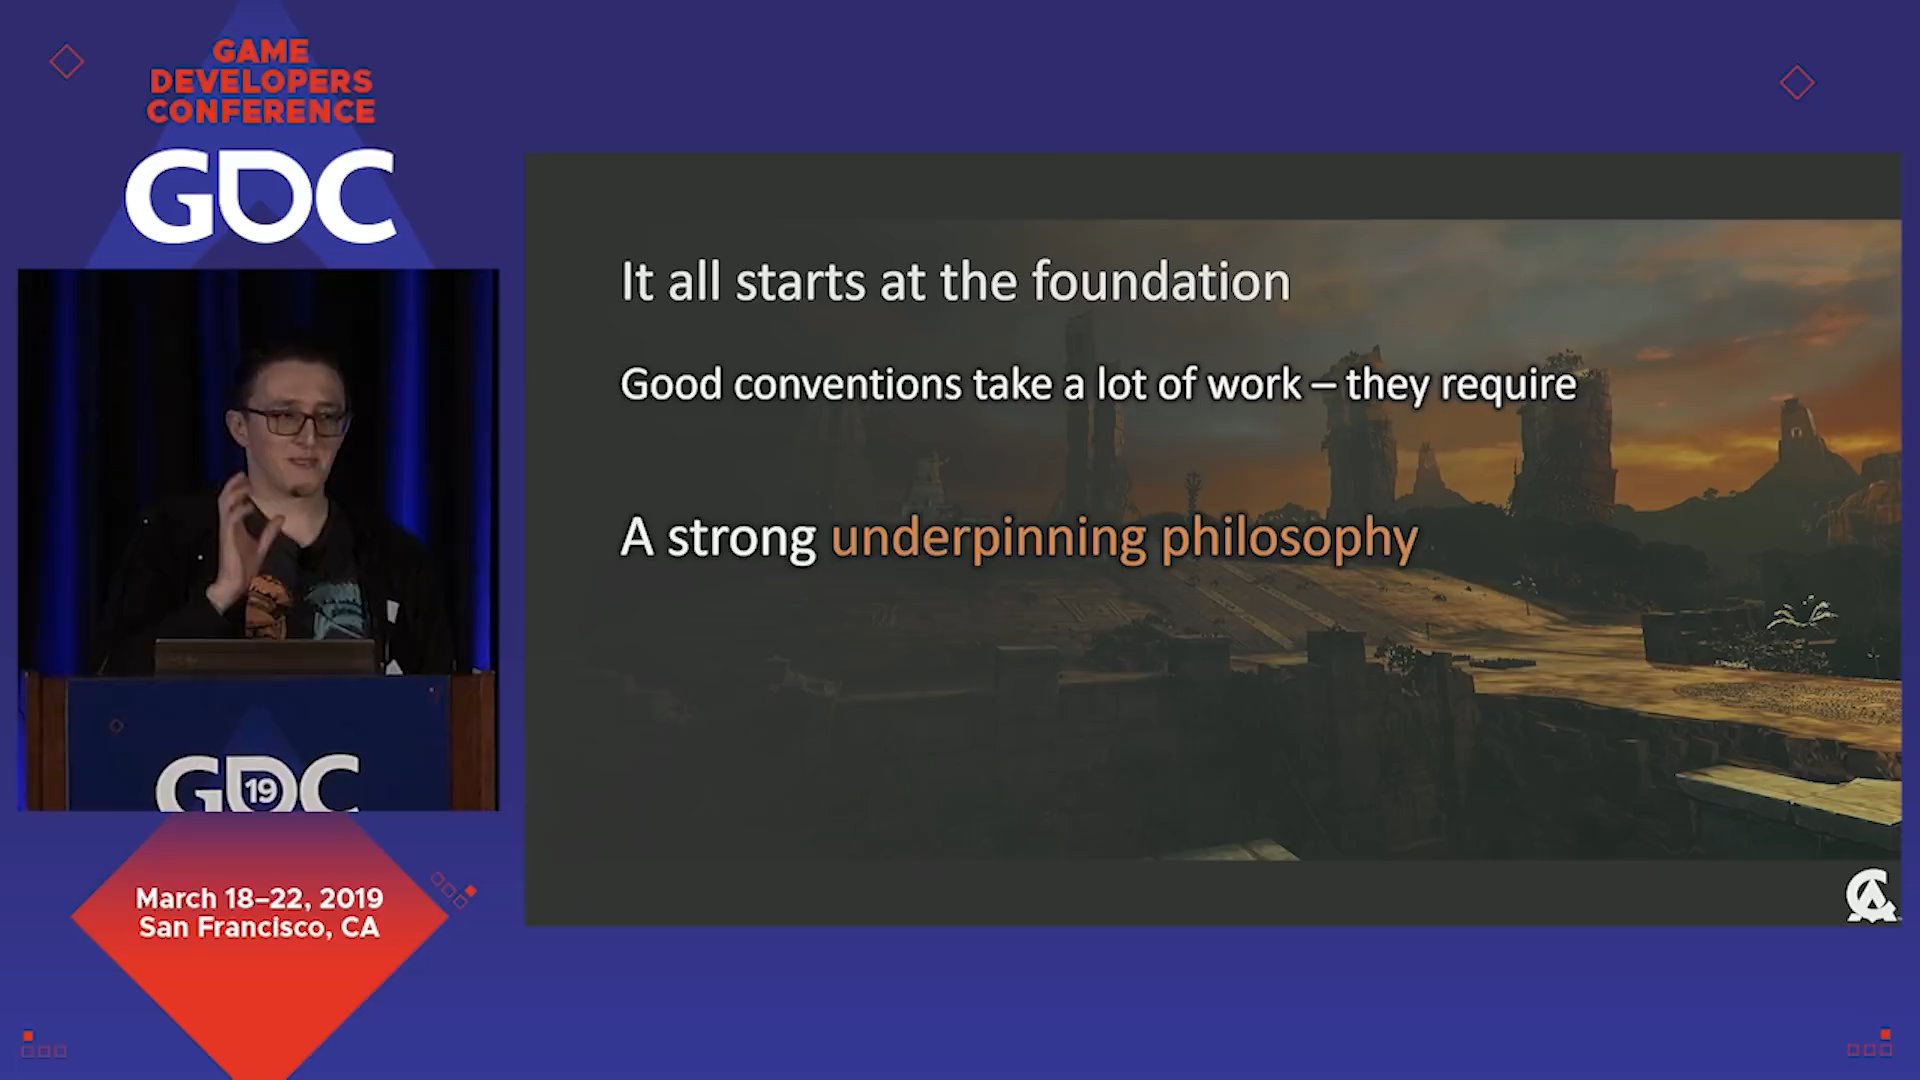 GAME
DEVELOPERS
CONFERENCE
GDC
It all starts at the foundation
Good conventions take a lot of work – they require
A strong underpinning philosophy
GDC
19
March 18–22, 2019
San Francisco, CA
CA